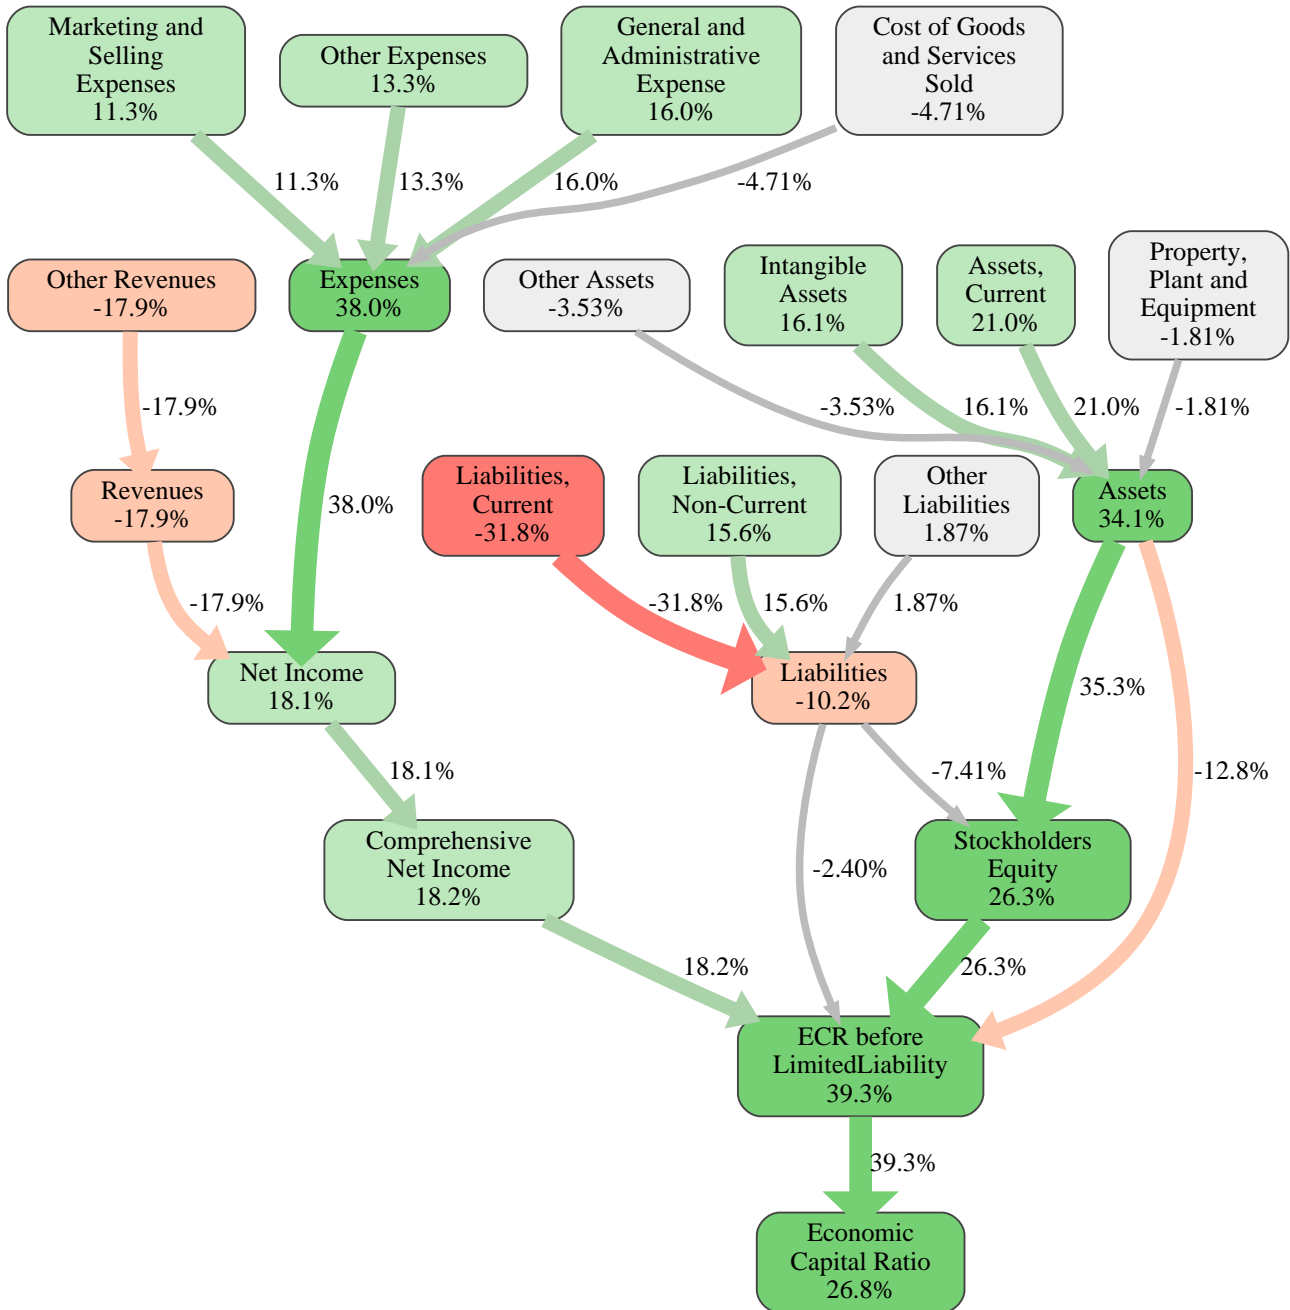 Marketing and
Selling
Expenses
11.3%
Other Expenses
13.3%
General and
Administrative
Expense
16.0%
Cost of Goods
and Services
Sold
-4.71%
11.3%
13.3%
16.0%
-4.71%
Other Revenues
-17.9%
Expenses
38.0%
Other Assets
-3.53%
Intangible
Assets
16.1%
Assets,
Current
21.0%
Property,
Plant and
Equipment
-1.81%
-17.9%
-3.53%
16.1%
21.0%
-1.81%
Revenues
-17.9%
38.0%
Liabilities,
Current
-31.8%
Liabilities,
Non-Current
15.6%
Other
Liabilities
1.87%
Assets
34.1%
-17.9%
-31.8%
15.6%
1.87%
Net Income
18.1%
Liabilities
-10.2%
35.3%
18.1%
-7.41%
-12.8%
Comprehensive
Net Income
18.2%
-2.40%
Stockholders
Equity
26.3%
18.2%
26.3%
ECR before
LimitedLiability
39.3%
39.3%
Economic
Capital Ratio
26.8%